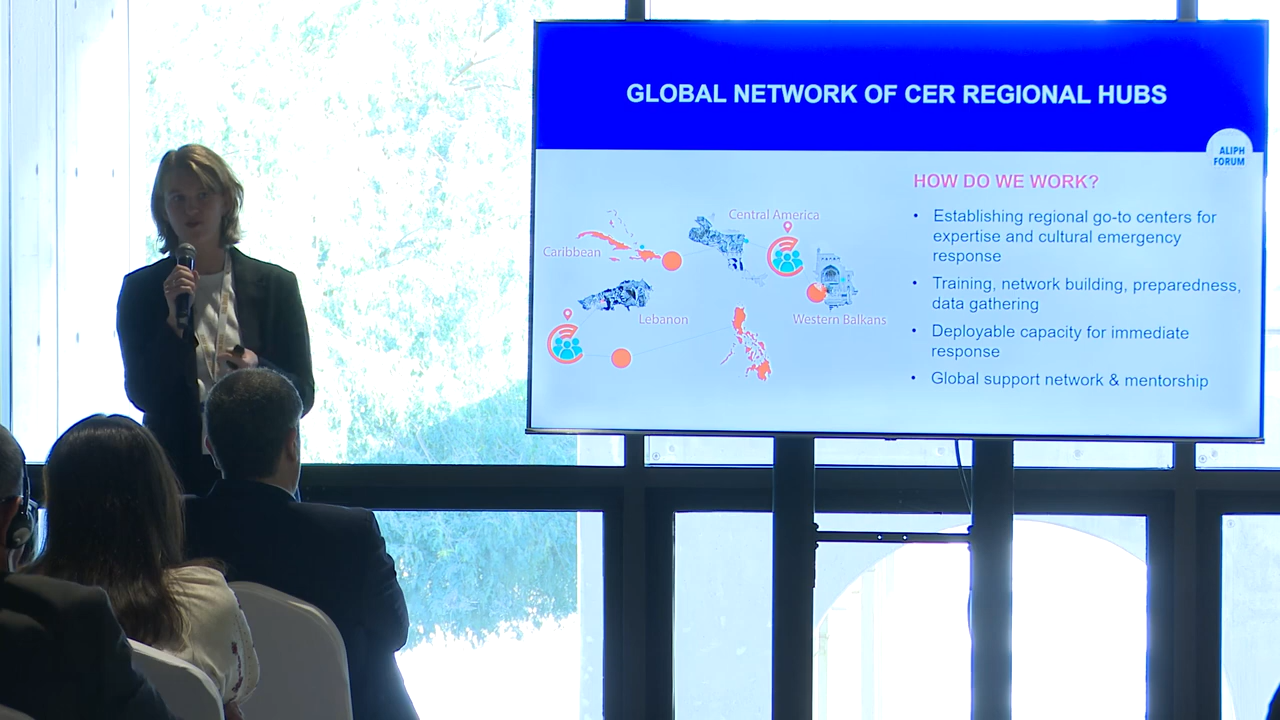 GLOBAL NETWORK OF CER REGIONAL HUBS
ALIPH
FORUM
HOW DO WE WORK?
• Establishing regional go-to centers for
expertise and cultural emergency
response
• Training, network building, preparedness,
data gathering
• Deployable capacity for immediate
response
• Global support network & mentorship
Central America
Caribbean
Lebanon
Western Balkans